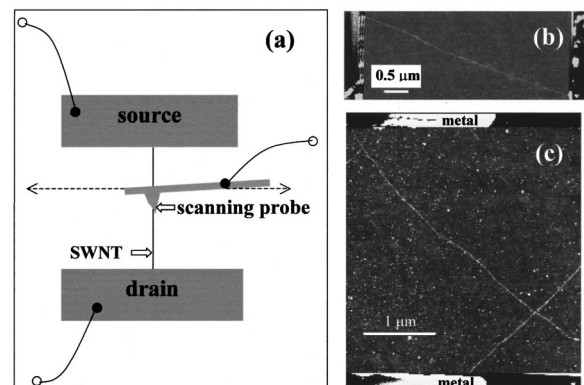 (a)
source
scanning probe
SWNT
drain
(b)
0.5 μm
metal
(c)
1 μm
metal